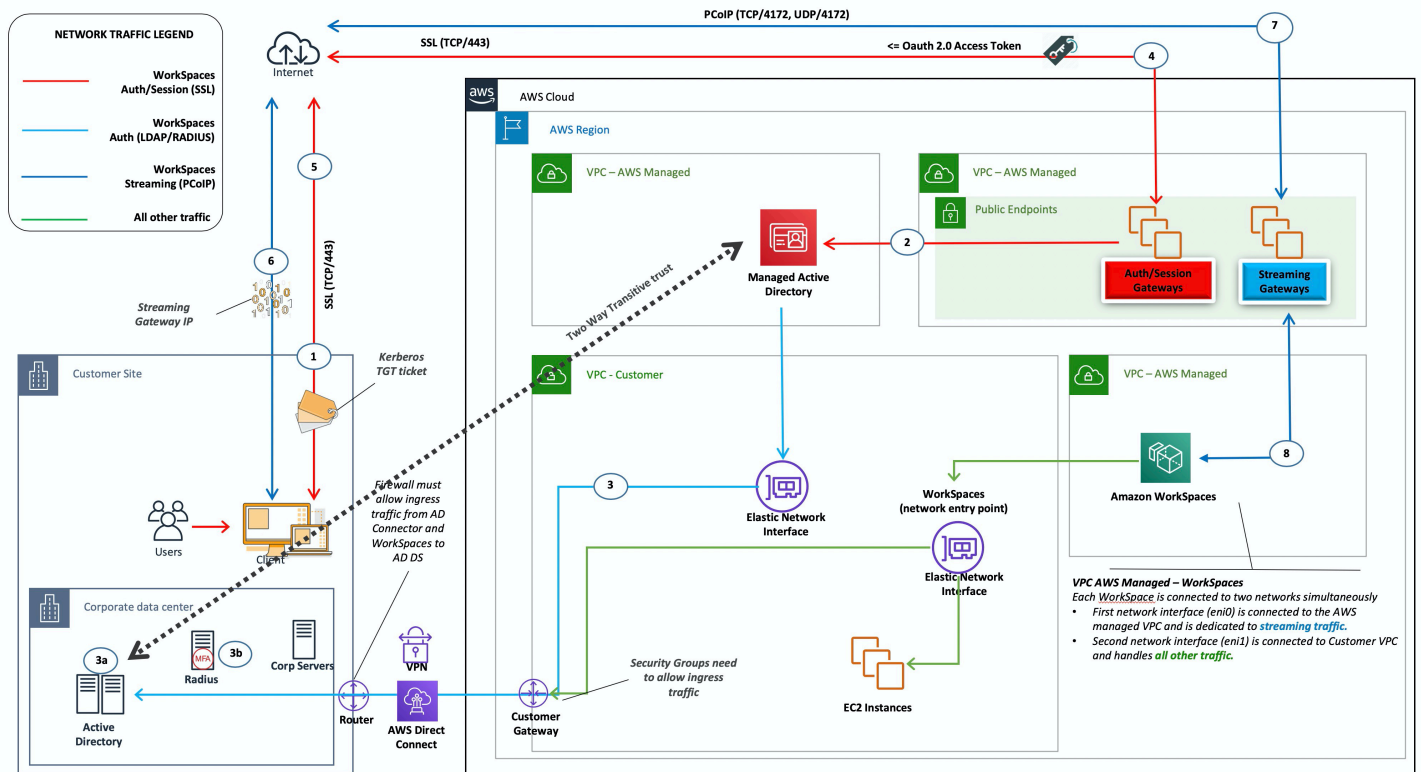 PCoIP (TCP/4172, UDP/4172)
7
NETWORK TRAFFIC LEGEND
WorkSpaces
Auth/Session (SSL)
WorkSpaces
Auth (LDAP/RADIUS)
WorkSpaces
Streaming (PCoIP)
All other traffic
Internet
SSL (TCP/443)
<= Oauth 2.0 Access Token
4
aws
AWS Cloud
AWS Region
VPC – AWS Managed
VPC – AWS Managed
Public Endpoints
5
2
Managed Active
Directory
Auth/Session
Gateways
Streaming
Gateways
6
SSL (TCP/443)
Streaming
Gateway IP
Two Way Transitive trust
1
Kerberos
TGT ticket
Customer Site
VPC - Customer
VPC – AWS Managed
8
Amazon WorkSpaces
Firewall must
allow ingress
traffic from AD
Connector and
WorkSpaces to
AD DS
3
Elastic Network
Interface
WorkSpaces
(network entry point)
Elastic Network
Interface
Users
Client
VPC AWS Managed – WorkSpaces
Each WorkSpace is connected to two networks simultaneously
• First network interface (eni0) is connected to the AWS
managed VPC and is dedicated to streaming traffic.
• Second network interface (eni1) is connected to Customer VPC
and handles all other traffic.
Corporate data center
3a
MFA
3b
Radius
Corp Servers
VPN
Security Groups need
to allow ingress
traffic
Active
Directory
Router
AWS Direct
Connect
Customer
Gateway
EC2 Instances